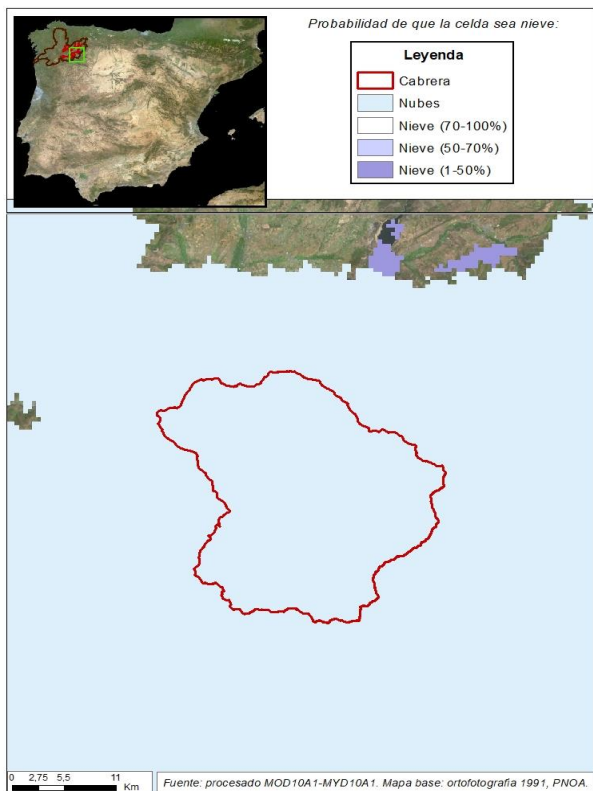 Probabilidad de que la celda sea nieve:
Leyenda
Cabrera
Nubes
Nieve (70-100%)
Nieve (50-70%)
Nieve (1-50%)
0 2,75 5,5 11
Km
Fuente: procesado MOD10A1-MYD10A1. Mapa base: ortofotografía 1991, PNOA.